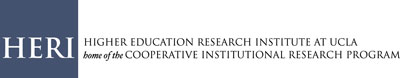 HERI
HIGHER EDUCATION RESEARCH INSTITUTE AT UCLA
home of the COOPERATIVE INSTITUTIONAL RESEARCH PROGRAM